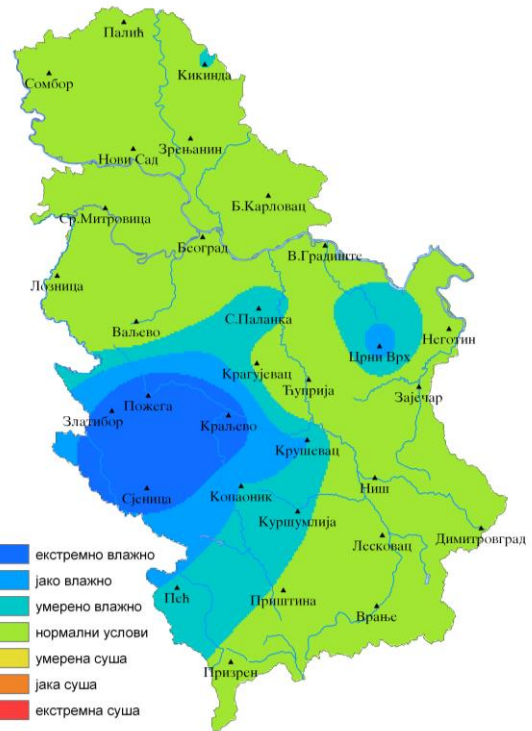 Палић
Сомбор
Кикинда
Нови Сад
Зрењанин
Ср.Митровица
Б.Карловац
Београд
В.Градиште
Лозница
Ваљево
С.Паланка
Црни Врх
Неготин
Крагујевац
Ћуприја
Зајечар
Златибор
Пожега
Краљево
Крушевац
Сјеница
Копаоник
Ниш
Куршумлија
Димитровград
Лесковац
Пећ
Приштина
Врање
Призрен
екстремно влажно
јако влажно
умерено влажно
нормални услови
умерена суша
јака суша
екстремна суша